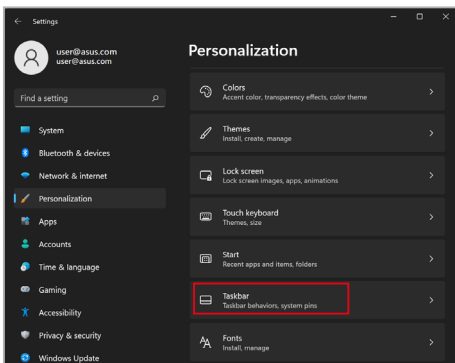 Settings
user@asus.com
user@asus.com
Find a setting
System
Bluetooth & devices
Network & internet
Personalization
Apps
Accounts
Time & language
Gaming
Accessibility
Privacy & security
Windows Update
Personalization
Colors
Accent color, transparency effects, color theme
Themes
Install, create, manage
Lock screen
Lock screen images, apps, animations
Touch keyboard
Themes, size
Start
Recent apps and items, folders
Taskbar
Taskbar behaviors, system pins
Fonts
Install, manage